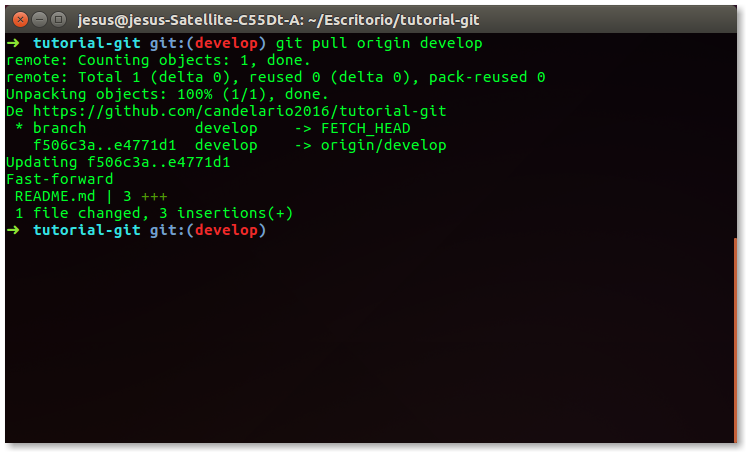 jesus@jesus-Satellite-C55Dt-A: ~/Escritorio/tutorial-git
➜  tutorial-git git:(develop) git pull origin develop
remote: Counting objects: 1, done.
remote: Total 1 (delta 0), reused 0 (delta 0), pack-reused 0
Unpacking objects: 100% (1/1), done.
De https://github.com/candelario2016/tutorial-git
 * branch            develop    -> FETCH_HEAD
   f506c3a..e4771d1  develop    -> origin/develop
Updating f506c3a..e4771d1
Fast-forward
 README.md | 3 +++
 1 file changed, 3 insertions(+)
➜  tutorial-git git:(develop)